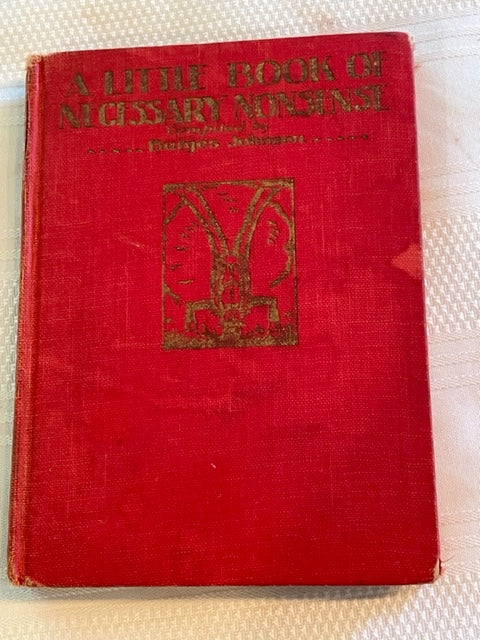 A LITTLE BOOK OF
NECESSARY NONSENSE
Compiled by
Burges Johnson